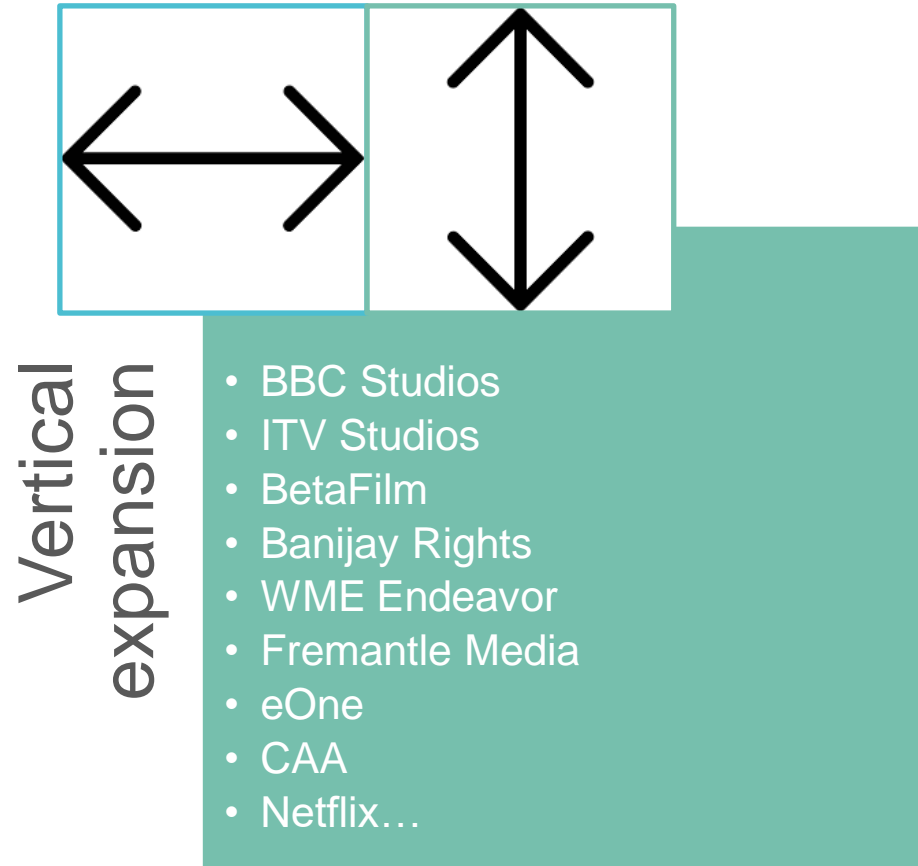 Vertical
expansion
• BBC Studios
• ITV Studios
• BetaFilm
• Banijay Rights
• WME Endeavor
• Fremantle Media
• eOne
• CAA
• Netflix…